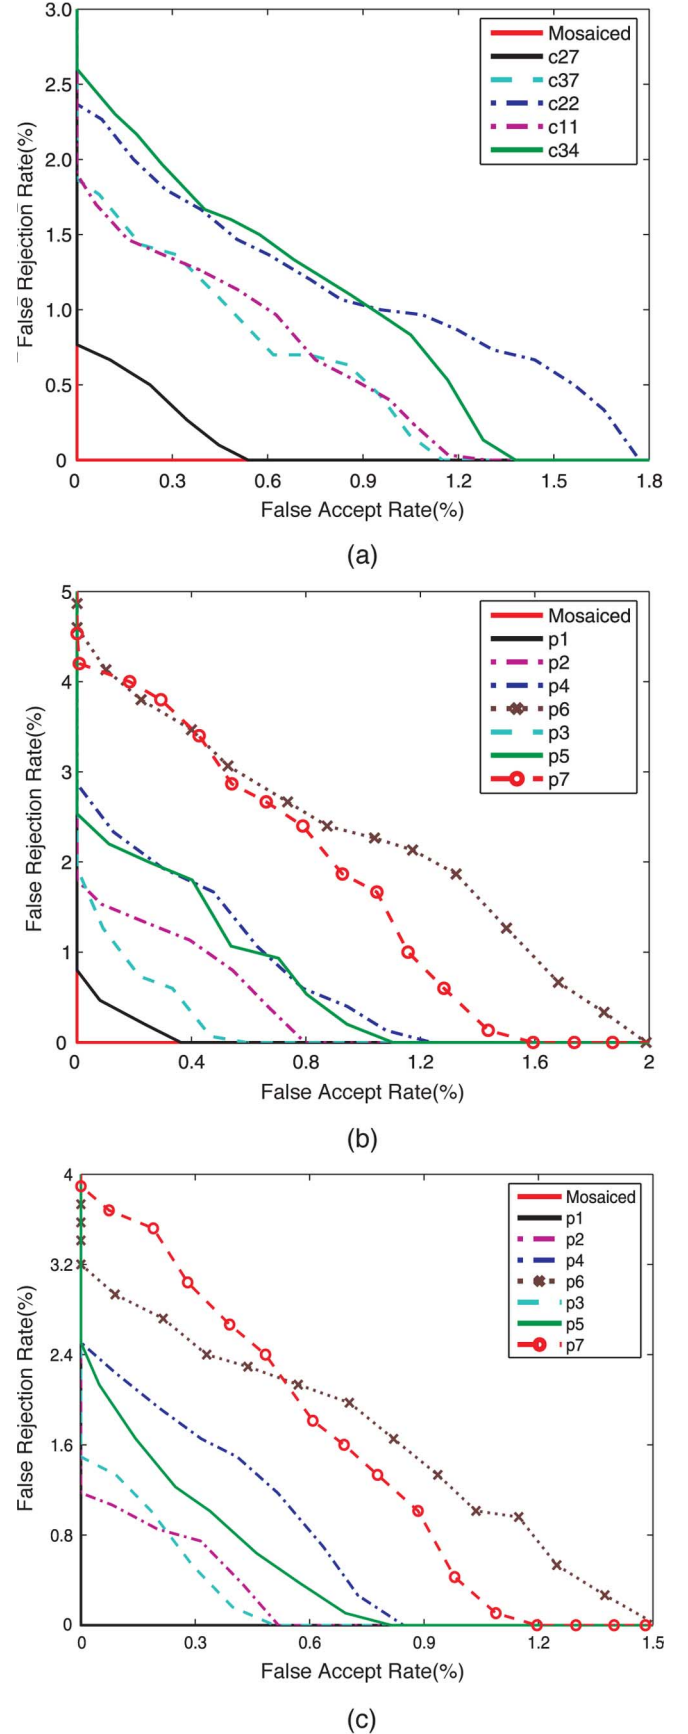 3.0
2.5
2.0
1.5
1.0
0.5
0
False Rejection Rate(%)
Mosaiced
c27
c37
c22
c11
c34
0 0.3 0.6 0.9 1.2 1.5 1.8
False Accept Rate(%)
(a)
5
4
3
2
1
0
False Rejection Rate(%)
Mosaiced
p1
p2
p4
p6
p3
p5
p7
0 0.4 0.8 1.2 1.6 2
False Accept Rate(%)
(b)
4
3.2
2.4
1.6
0.8
0
False Rejection Rate(%)
Mosaiced
p1
p2
p4
p6
p3
p5
p7
0 0.3 0.6 0.9 1.2 1.5
False Accept Rate(%)
(c)